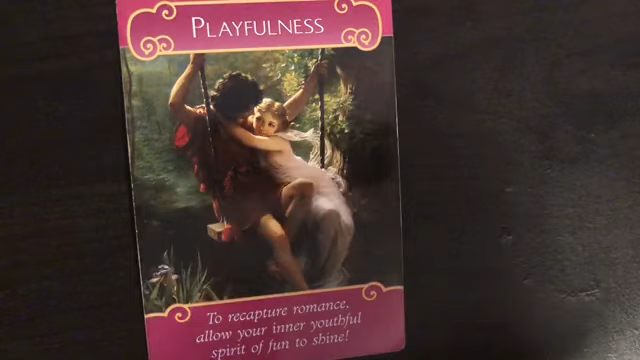 PLAYFULNESS
To recapture romance,
allow your inner youthful
spirit of fun to shine!